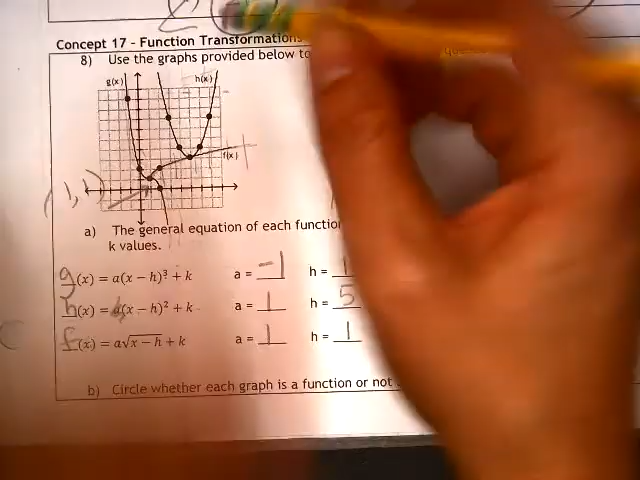 Concept 17 - Function Transformations
8) Use the graphs provided below to
g(x)
h(x)
f(x)
a) The general equation of each function
k values.
g(x) = a(x − h)³ + k a = -1 h = 1
h(x) = a(x − h)² + k a = 1 h = 5
f(x) = a√x − h + k a = 1 h = 1
b) Circle whether each graph is a function or not